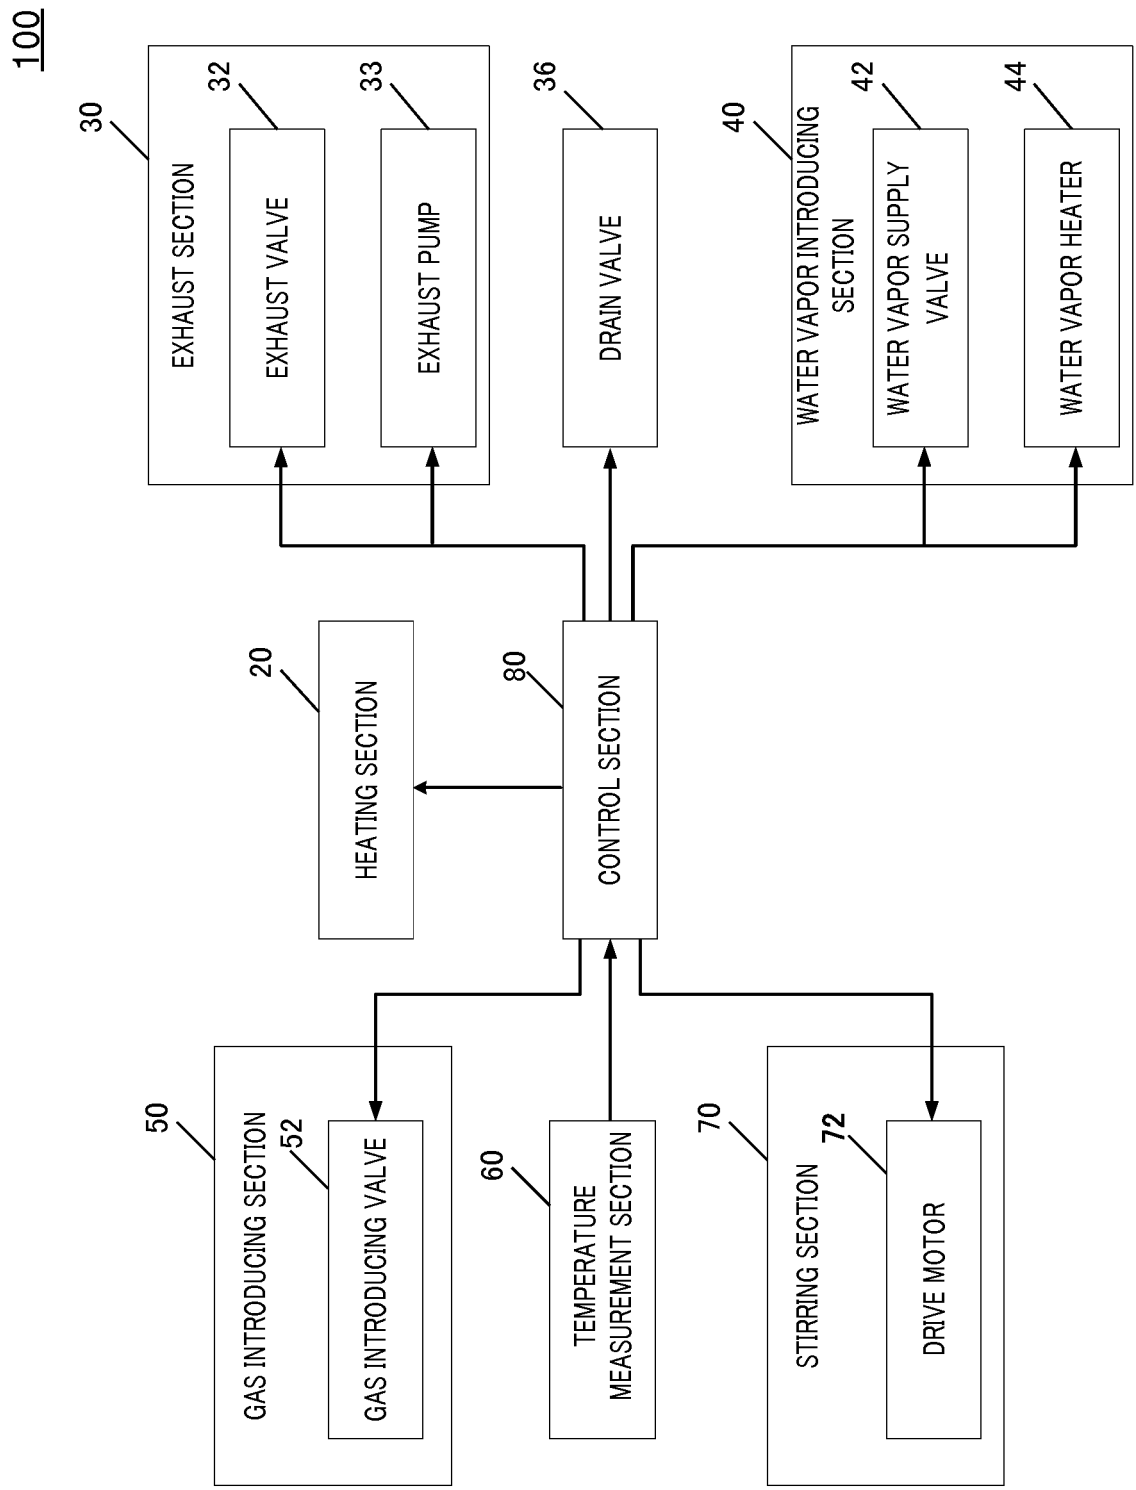 100
50
GAS INTRODUCING SECTION
52
GAS INTRODUCING VALVE
60
TEMPERATURE
MEASUREMENT SECTION
70
STIRRING SECTION
72
DRIVE MOTOR
20
HEATING SECTION
80
CONTROL SECTION
30
EXHAUST SECTION
32
EXHAUST VALVE
33
EXHAUST PUMP
36
DRAIN VALVE
40
WATER VAPOR INTRODUCING
SECTION
42
WATER VAPOR SUPPLY
VALVE
44
WATER VAPOR HEATER